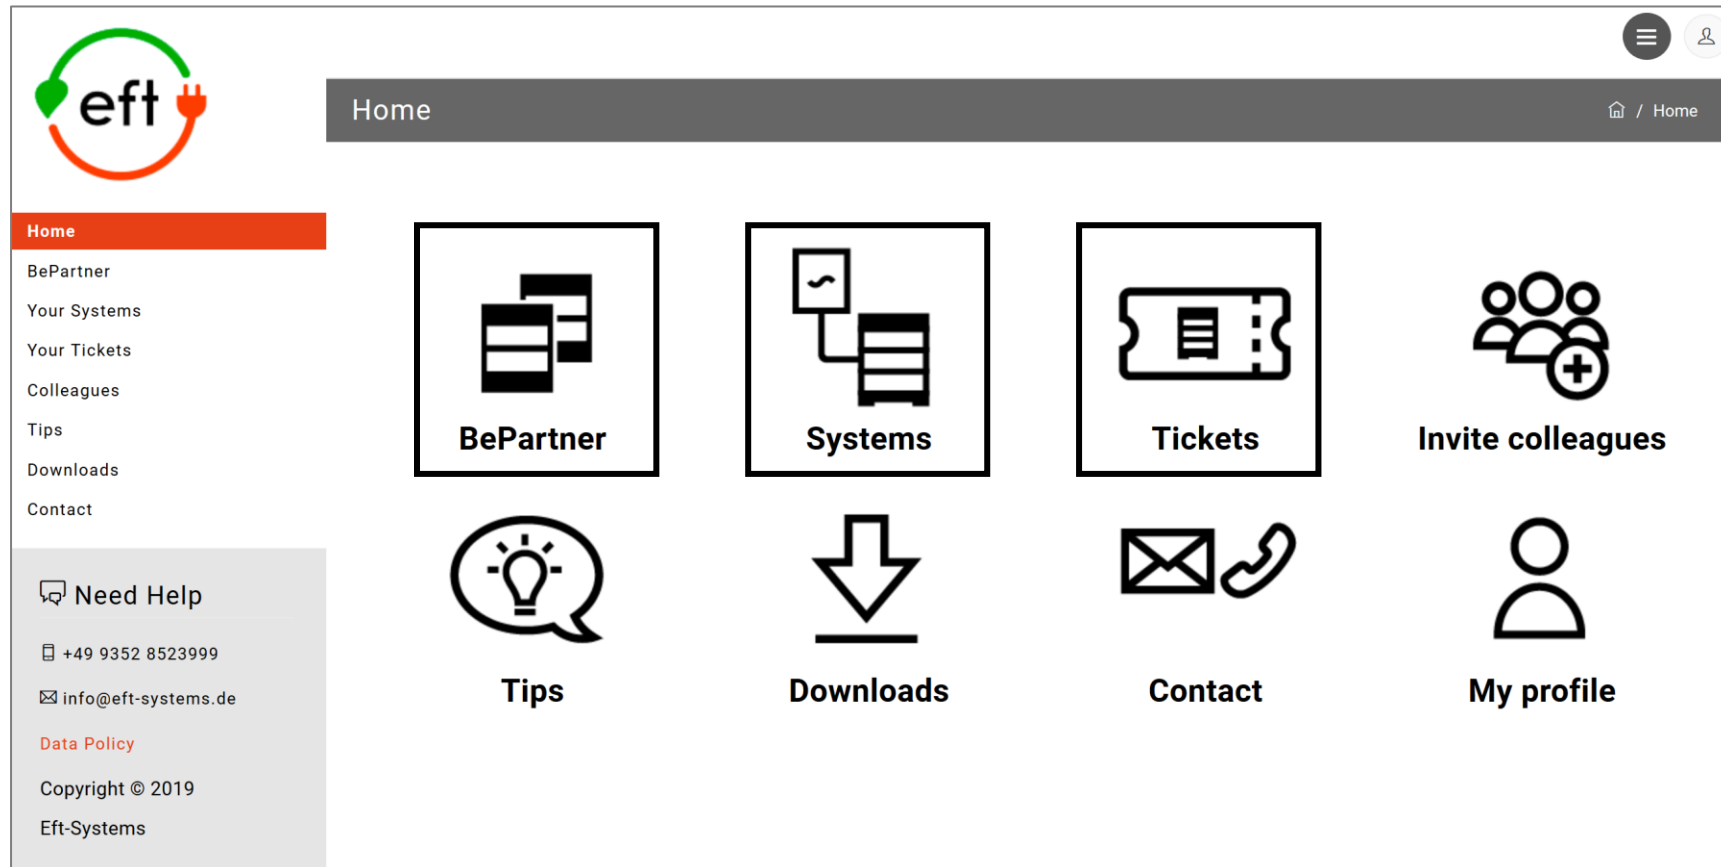 eft
Home
/ Home
Home
BePartner
Your Systems
Your Tickets
Colleagues
Tips
Downloads
Contact
Need Help
+49 9352 8523999
info@eft-systems.de
Data Policy
Copyright © 2019
Eft-Systems
BePartner
Systems
Tickets
Invite colleagues
Tips
Downloads
Contact
My profile